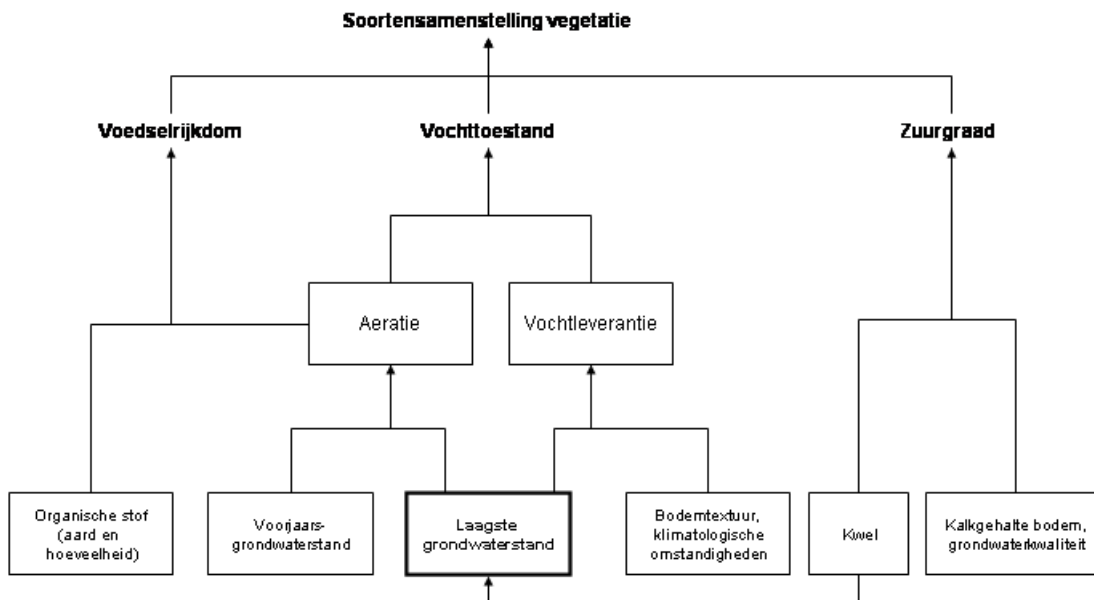 Soortensamenstelling vegetatie
Voedselrijkdom
Vochttoestand
Zuurgraad
Aeratie
Vochtleverantie
Organische stof
(aard en
hoeveelheid)
Voorjaars-
grondwaterstand
Laagste
grondwaterstand
Bodemtextuur,
klimatologische
omstandigheden
Kwel
Kalkgehalte bodem,
grondwaterkwaliteit